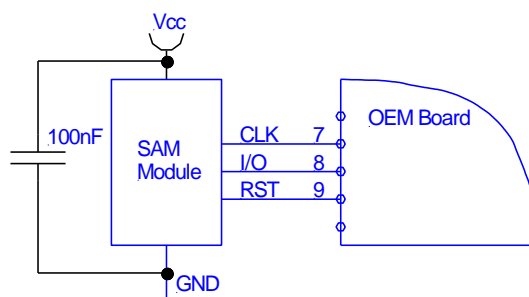 Vcc
100nF
SAM
Module
CLK 7
I/O 8
RST 9
OEM Board
GND